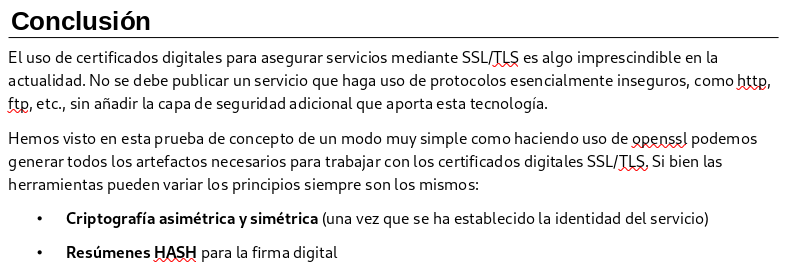 Conclusión
El uso de certificados digitales para asegurar servicios mediante SSL/TLS es algo imprescindible en la
actualidad. No se debe publicar un servicio que haga uso de protocolos esencialmente inseguros, como http,
ftp, etc., sin añadir la capa de seguridad adicional que aporta esta tecnología.
Hemos visto en esta prueba de concepto de un modo muy simple como haciendo uso de openssl podemos
generar todos los artefactos necesarios para trabajar con los certificados digitales SSL/TLS. Si bien las
herramientas pueden variar los principios siempre son los mismos:
• Criptografía asimétrica y simétrica (una vez que se ha establecido la identidad del servicio)
• Resúmenes HASH para la firma digital